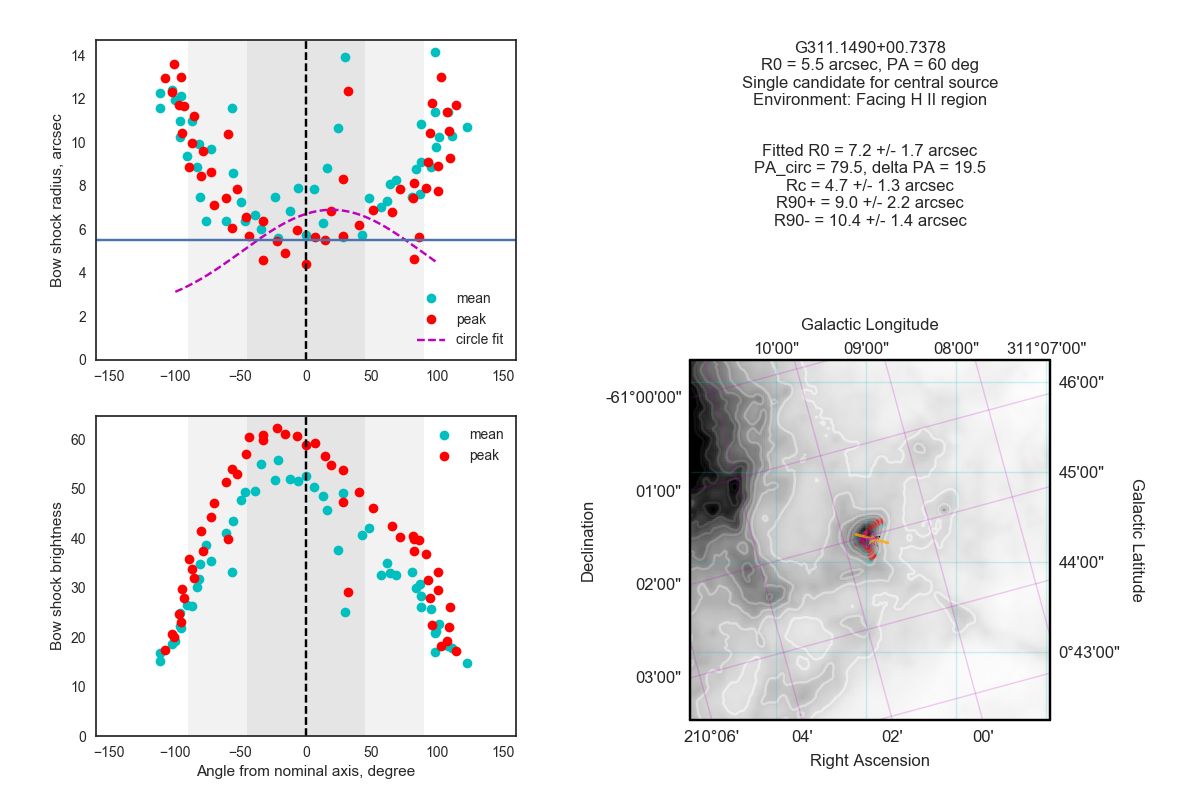 14
12
10
8
6
4
2
0
Bow shock radius, arcsec
mean
peak
circle fit
−150 −100 −50 0 50 100 150
60
50
40
30
20
10
0
Bow shock brightness
mean
peak
−150 −100 −50 0 50 100 150
Angle from nominal axis, degree
G311.1490+00.7378
R0 = 5.5 arcsec, PA = 60 deg
Single candidate for central source
Environment: Facing H II region
Fitted R0 = 7.2 +/- 1.7 arcsec
PA_circ = 79.5, delta PA = 19.5
Rc = 4.7 +/- 1.3 arcsec
R90+ = 9.0 +/- 2.2 arcsec
R90- = 10.4 +/- 1.4 arcsec
Galactic Longitude
10'00" 09'00" 08'00" 311°07'00"
-61°00'00"
01'00"
02'00"
03'00"
Declination
46'00"
45'00"
44'00"
0°43'00"
Galactic Latitude
210°06' 04' 02' 00'
Right Ascension